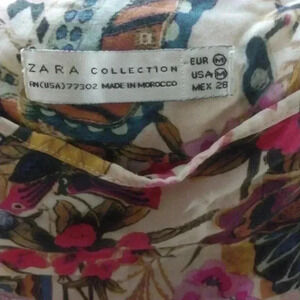 ZARA COLLECTION
RN(USA)77302 MADE IN MOROCCO
EUR M
USA M
MEX 28